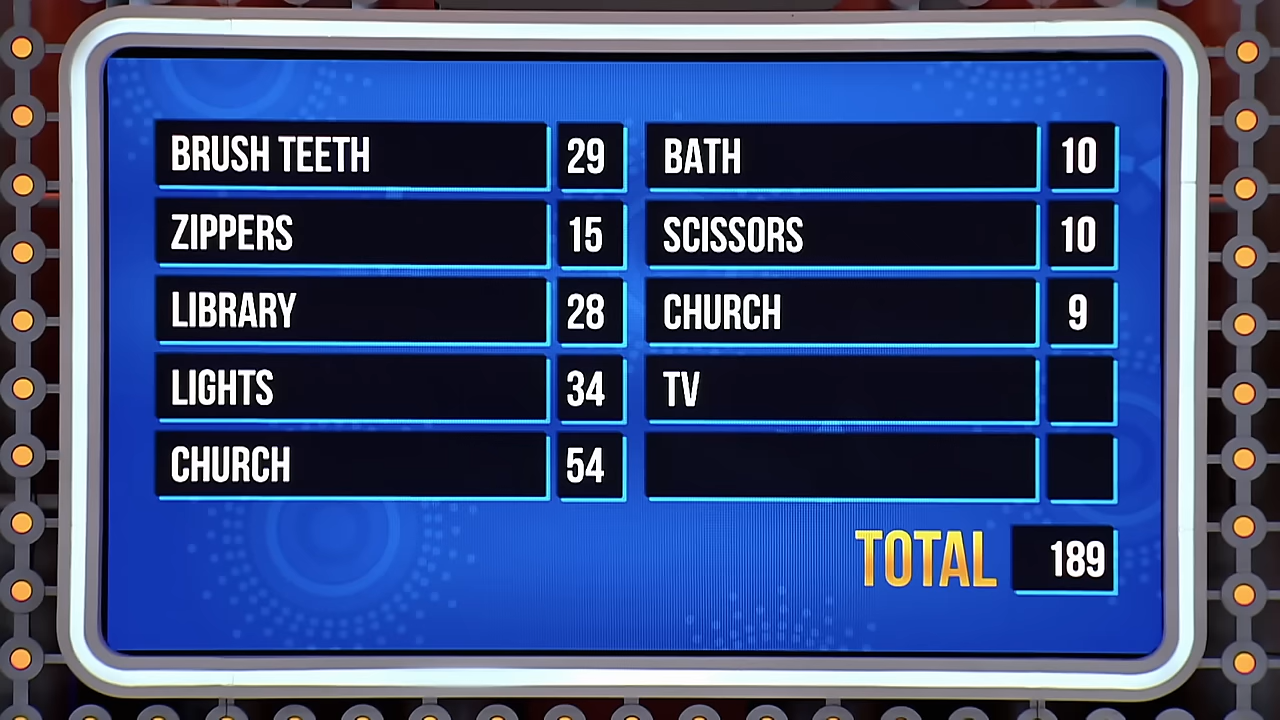 BRUSH TEETH 29
ZIPPERS 15
LIBRARY 28
LIGHTS 34
CHURCH 54
BATH 10
SCISSORS 10
CHURCH 9
TV
TOTAL 189